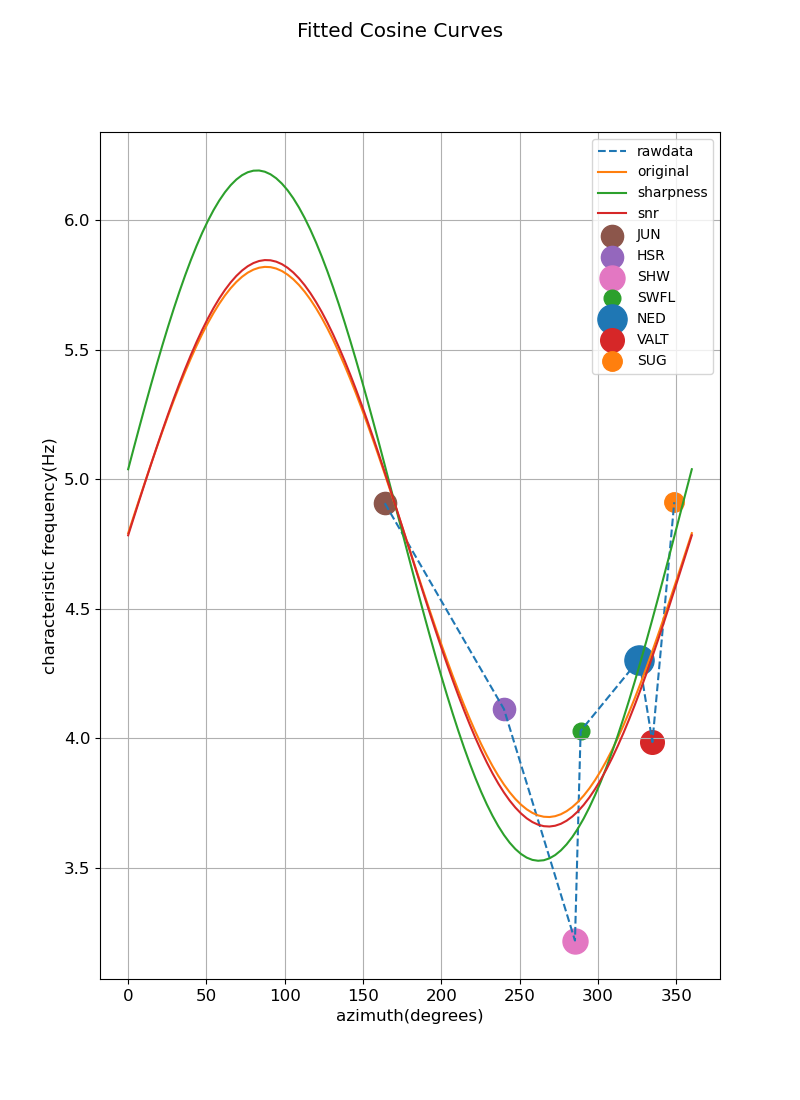 Fitted Cosine Curves
rawdata
original
sharpness
snr
JUN
HSR
SHW
SWFL
NED
VALT
SUG
6.0
5.5
5.0
4.5
4.0
3.5
characteristic frequency(Hz)
0 50 100 150 200 250 300 350
azimuth(degrees)